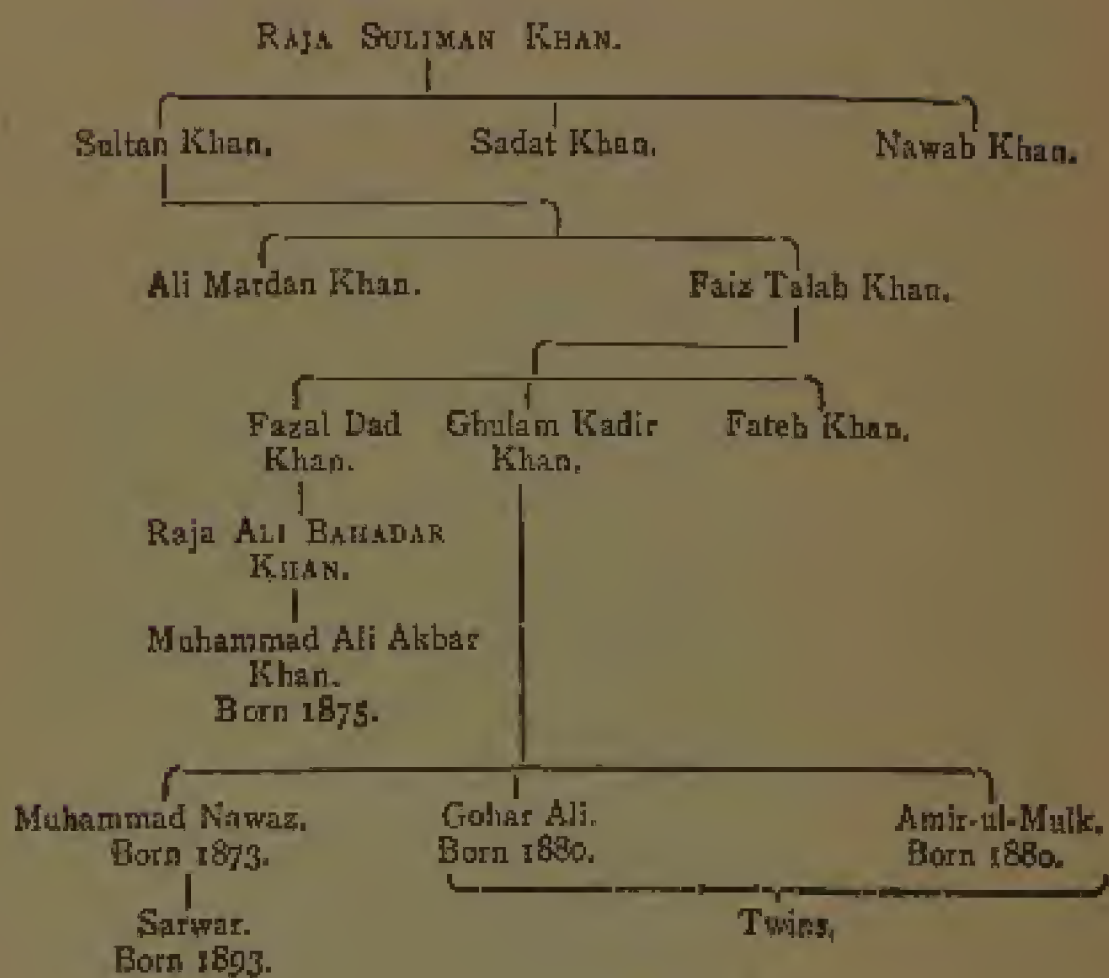 RAJA SULIMAN KHAN.
Sultan Khan. Sadat Khan. Nawab Khan.
Ali Mardan Khan. Faiz Talab Khan.
Fazal Dad Ghulam Kadir Fateh Khan.
Khan. Khan.
Raja ALI BAHADAR
KHAN.
Muhammad Ali Akbar
Khan.
Born 1875.
Muhammad Nawaz. Gohar Ali. Amir-ul-Mulk.
Born 1873. Born 1880. Born 1880.
Sarwar. Twins.
Born 1893.